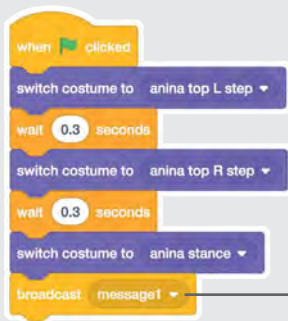 when clicked
switch costume to anina top L step
wait 0.3 seconds
switch costume to anina top R step
wait 0.3 seconds
switch costume to anina stance
broadcast message1